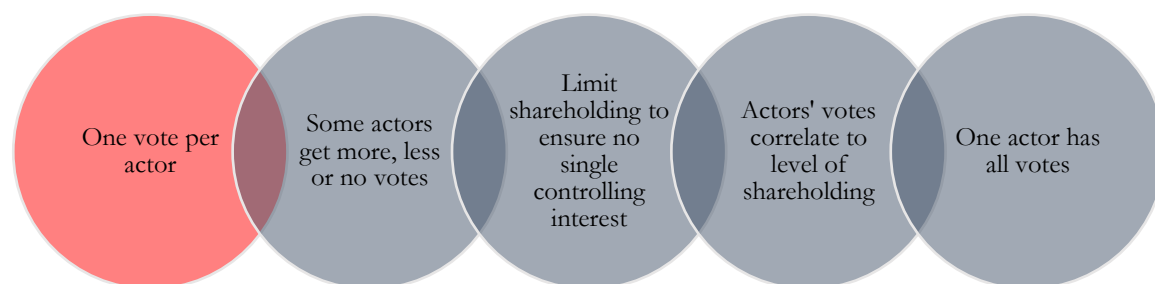 One vote per
actor
Some actors
get more, less
or no votes
Limit
shareholding to
ensure no
single
controlling
interest
Actors' votes
correlate to
level of
shareholding
One actor has
all votes